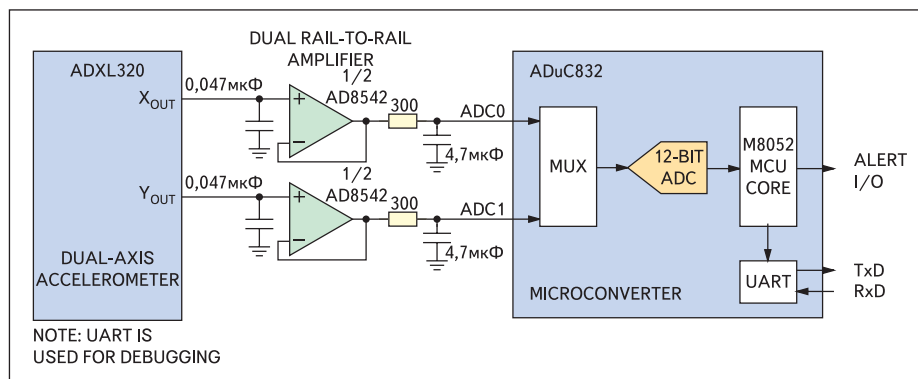 DUAL RAIL-TO-RAIL
AMPLIFIER
ADXL320
0,047мкФ
1/2
AD8542
X OUT
+
−
300
ADC0
4,7мкФ
0,047мкФ
1/2
AD8542
Y OUT
+
−
300
ADC1
4,7мкФ
DUAL-AXIS
ACCELEROMETER
NOTE: UART IS
USED FOR DEBUGGING
ADuC832
MUX
12-BIT
ADC
M8052
MCU
CORE
ALERT
I/O
UART
TxD
RxD
MICROCONVERTER